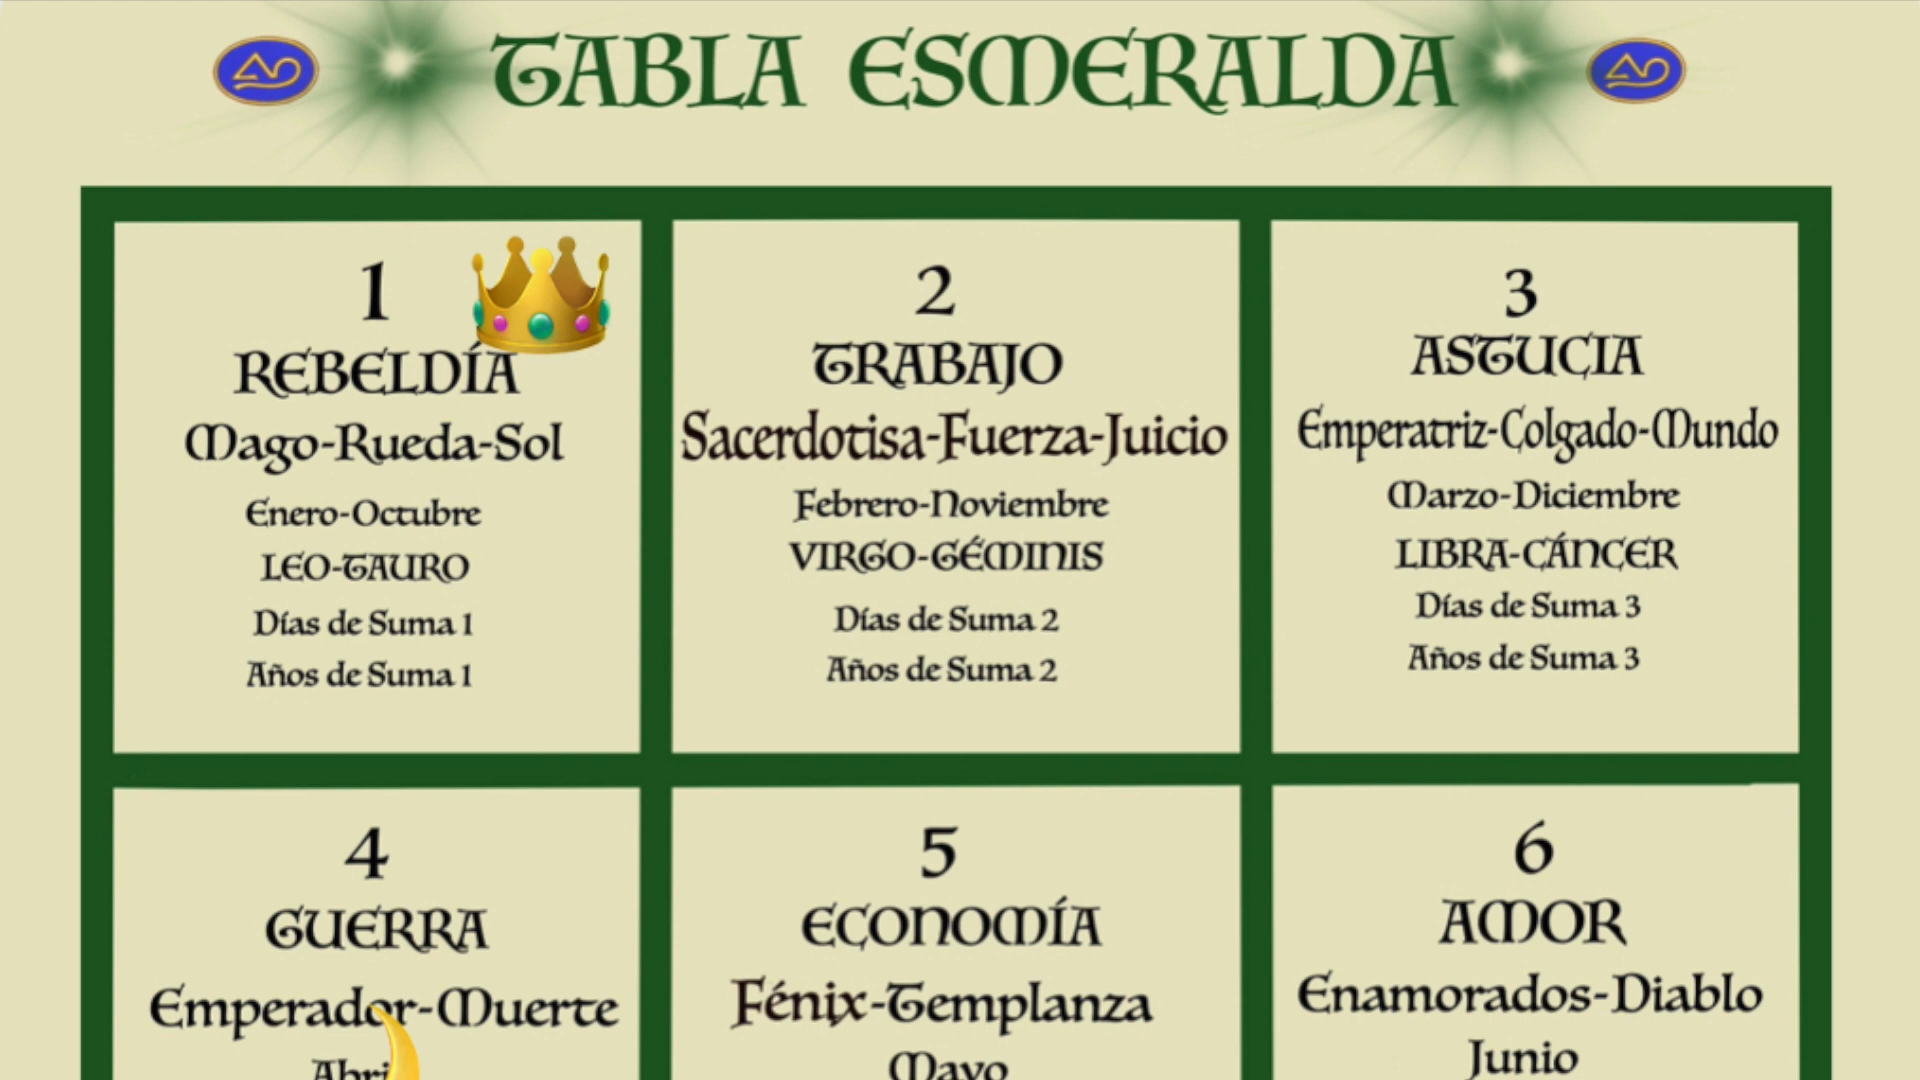 TABLA ESMERALDA
1
REBELDÍA
Mago-Rueda-Sol
Enero-Octubre
LEO-TAURO
Días de Suma 1
Años de Suma 1
2
TRABAJO
Sacerdotisa-Fuerza-Juicio
Febrero-Noviembre
VIRGO-GÉMINIS
Días de Suma 2
Años de Suma 2
3
ASTUCIA
Emperatriz-Colgado-Mundo
Marzo-Diciembre
LIBRA-CÁNCER
Días de Suma 3
Años de Suma 3
4
GUERRA
Emperador-Muerte
5
ECONOMÍA
Fénix-Templanza
Mayo
6
AMOR
Enamorados-Diablo
Junio